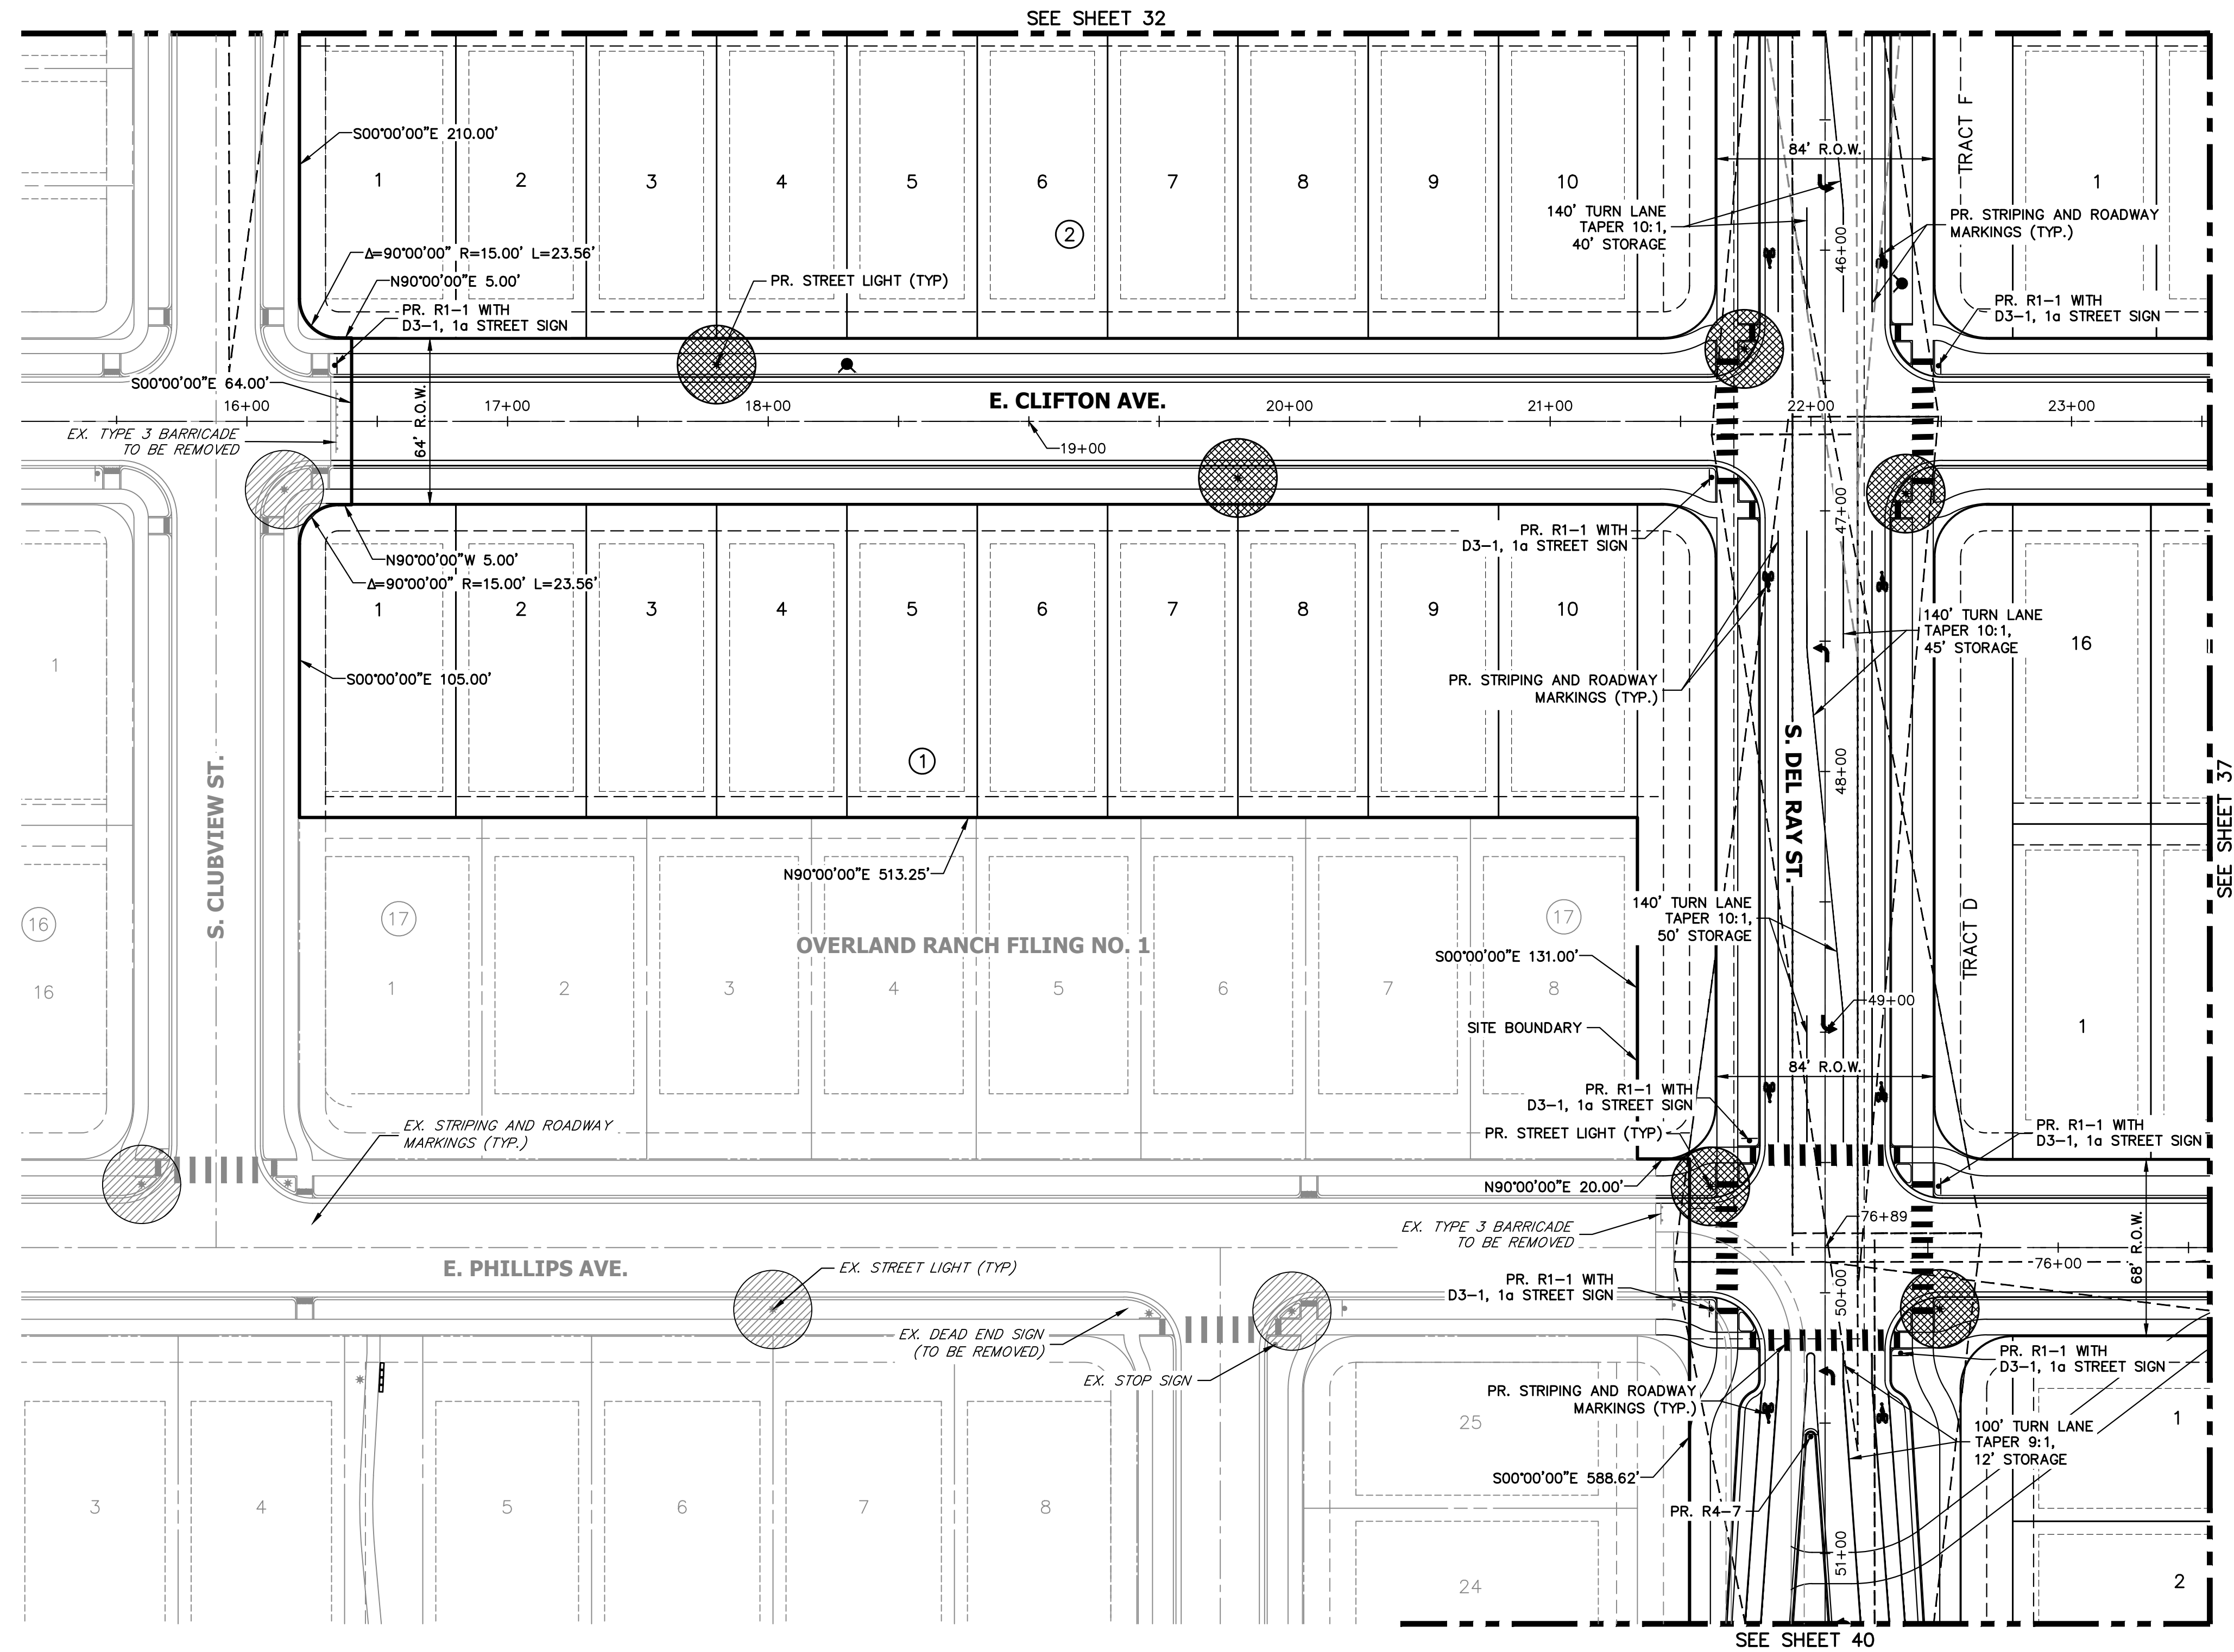 SEE SHEET 32
S00°00'00"E 210.00'
1
2
3
4
5
6
7
8
9
10
2
Δ=90°00'00" R=15.00' L=23.56'
N90°00'00"E 5.00'
PR. R1-1 WITH
D3-1, 1a STREET SIGN
PR. STREET LIGHT (TYP)
84' R.O.W.
TRACT F
1
140' TURN LANE
TAPER 10:1,
40' STORAGE
46+00
PR. STRIPING AND ROADWAY
MARKINGS (TYP.)
PR. R1-1 WITH
D3-1, 1a STREET SIGN
S00°00'00"E 64.00'
16+00
17+00
18+00
E. CLIFTON AVE.
20+00
21+00
22+00
23+00
64' R.O.W.
EX. TYPE 3 BARRICADE
TO BE REMOVED
19+00
47+00
N90°00'00"W 5.00'
Δ=90°00'00" R=15.00' L=23.56'
PR. R1-1 WITH
D3-1, 1a STREET SIGN
1
2
3
4
5
6
7
8
9
10
1
1
16
140' TURN LANE
TAPER 10:1,
45' STORAGE
S00°00'00"E 105.00'
PR. STRIPING AND ROADWAY
MARKINGS (TYP.)
S. CLUBVIEW ST.
S. DEL RAY ST.
48+00
SEE SHEET 37
N90°00'00"E 513.25'
16
17
17
OVERLAND RANCH FILING NO. 1
140' TURN LANE
TAPER 10:1,
50' STORAGE
TRACT D
S00°00'00"E 131.00'
16
1
2
3
4
5
6
7
8
49+00
1
SITE BOUNDARY
84' R.O.W.
PR. R1-1 WITH
D3-1, 1a STREET SIGN
EX. STRIPING AND ROADWAY
MARKINGS (TYP.)
PR. STREET LIGHT (TYP)
PR. R1-1 WITH
D3-1, 1a STREET SIGN
N90°00'00"E 20.00'
EX. TYPE 3 BARRICADE
TO BE REMOVED
76+89
68' R.O.W.
76+00
E. PHILLIPS AVE.
EX. STREET LIGHT (TYP)
PR. R1-1 WITH
D3-1, 1a STREET SIGN
50+00
EX. DEAD END SIGN
(TO BE REMOVED)
EX. STOP SIGN
PR. R1-1 WITH
D3-1, 1a STREET SIGN
PR. STRIPING AND ROADWAY
MARKINGS (TYP.)
25
1
100' TURN LANE
TAPER 9:1,
12' STORAGE
S00°00'00"E 588.62'
PR. R4-7
3
4
5
6
7
8
51+00
24
2
SEE SHEET 40